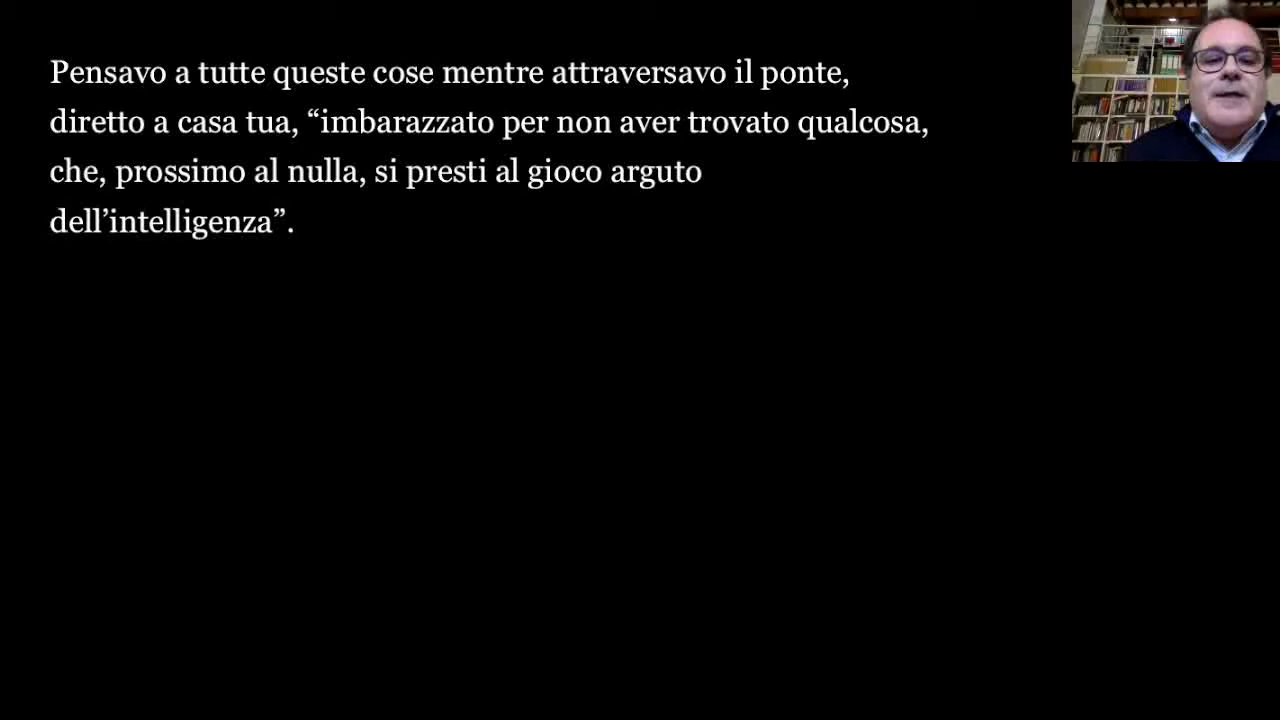 Pensavo a tutte queste cose mentre attraversavo il ponte,
diretto a casa tua, “imbarazzato per non aver trovato qualcosa,
che, prossimo al nulla, si presti al gioco arguto
dell’intelligenza”.